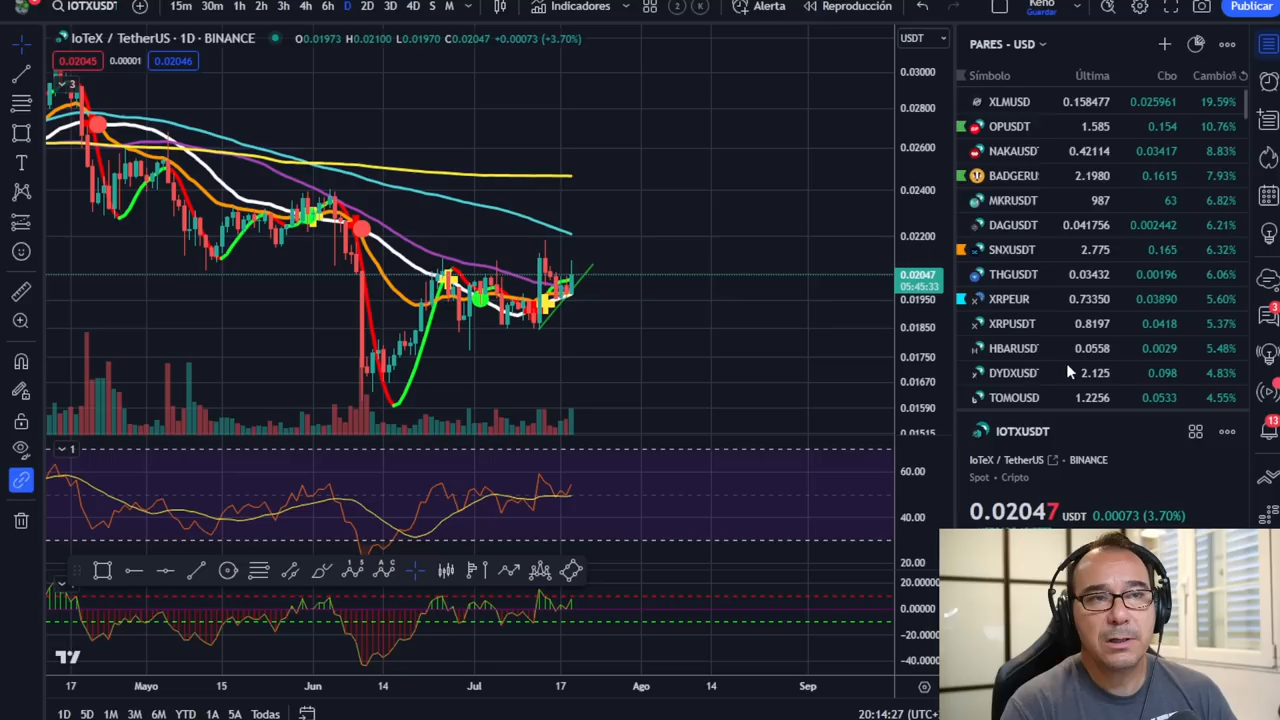 IOTXUSDT 15m 30m 1h 2h 3h 4h 6h D 2D 3D 4D S M Indicadores 2 K Alerta Reproducción Keno Guardar Publicar
IoTeX / TetherUS · 1D · BINANCE O0.01973 H0.02100 L0.01970 C0.02047 +0.00073 (+3.70%)
0.02045 0.00001 0.02046
3
USDT
0.03000
0.02800
0.02600
0.02400
0.02200
0.02047
05:45:33
0.01950
0.01850
0.01750
0.01670
0.01590
0.01515
1
60.00
40.00
20.00
20.0000
0.00000
-20.0000
-40.0000
17 Mayo 15 Jun 14 Jul 17 Ago 14 Sep
1D 5D 1M 3M 6M YTD 1A 5A Todas 20:14:27 (UTC+
PARES - USD
Símbolo Última Cbo Cambio%
XLMUSD 0.158477 0.025961 19.59%
OPUSDT 1.585 0.154 10.76%
NAKAUSD 0.42114 0.03417 8.83%
BADGERU 2.1980 0.1615 7.93%
MKRUSDT 987 63 6.82%
DAGUSDT 0.041756 0.002442 6.21%
SNXUSDT 2.775 0.165 6.32%
THGUSDT 0.03432 0.00196 6.06%
XRPEUR 0.73350 0.03890 5.60%
XRPUSDT 0.8197 0.0418 5.37%
HBARUSD 0.0558 0.0029 5.48%
DYDXUSD 2.125 0.098 4.83%
TOMOUSD 1.2256 0.0533 4.55%
IOTXUSDT
IoTeX / TetherUS · BINANCE
Spot · Cripto
0.02047 USDT 0.00073 (3.70%)
3
13